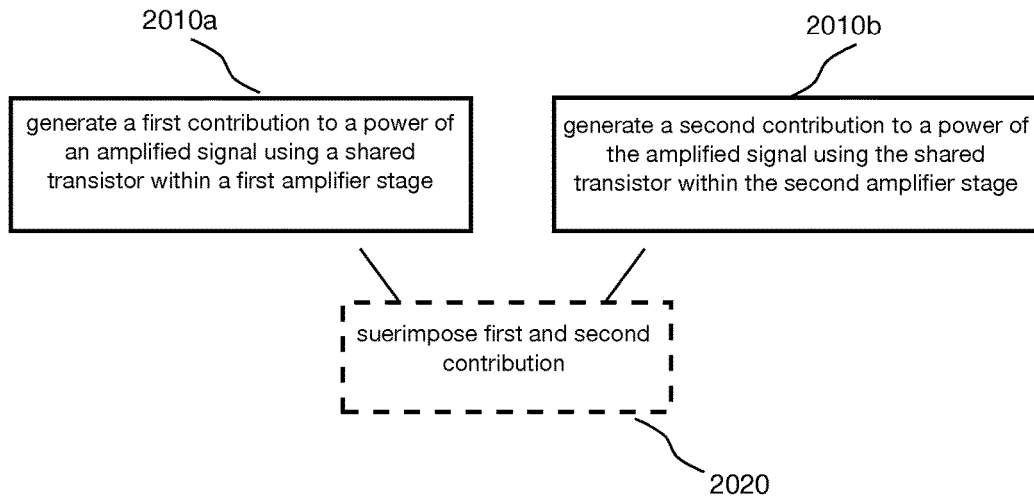 2010a
2010b
generate a first contribution to a power of
an amplified signal using a shared
transistor within a first amplifier stage
generate a second contribution to a power of
the amplified signal using the shared
transistor within the second amplifier stage
suerimpose first and second
contribution
2020